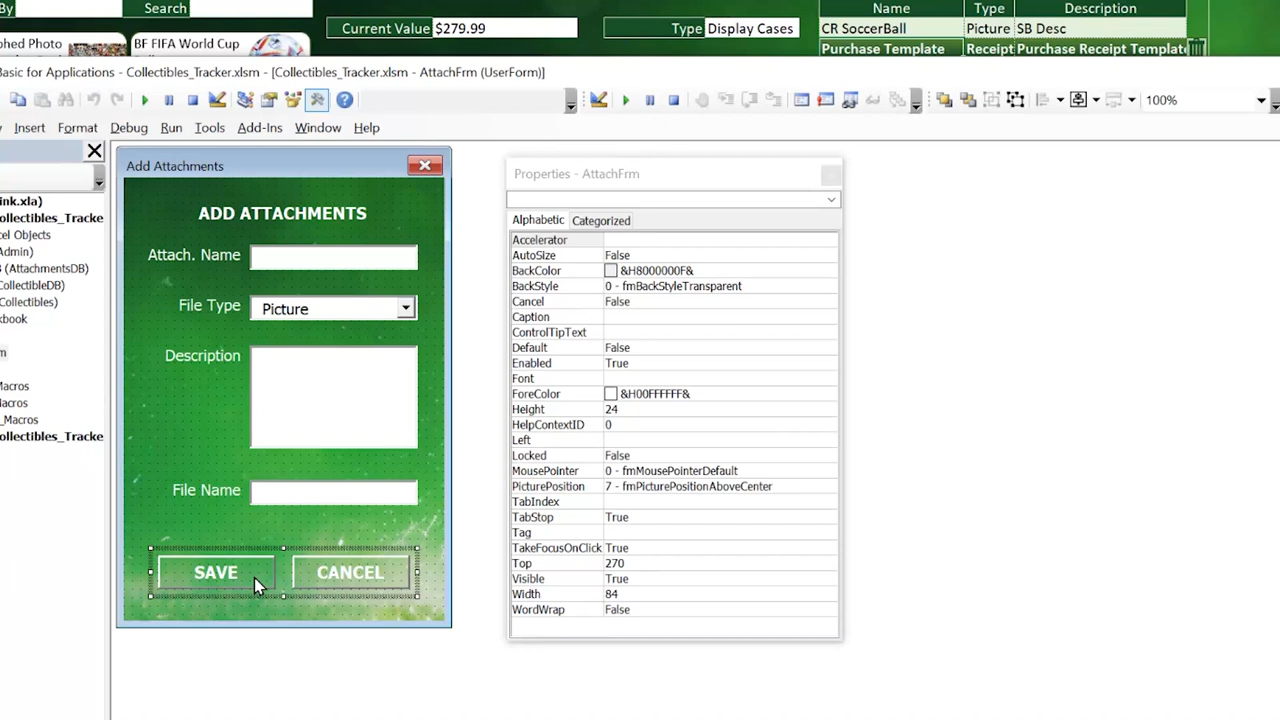 By Search
Current Value $279.99
Type Display Cases
Name Type Description
CR SoccerBall Picture SB Desc
Purchase Template Receipt Purchase Receipt Template
phed Photo
BF FIFA World Cup
Basic for Applications - Collectibles_Tracker.xlsm - [Collectibles_Tracker.xlsm - AttachFrm (UserForm)]
100%
Insert Format Debug Run Tools Add-Ins Window Help
ink.xla)
ollectibles_Tracke
cel Objects
Admin)
B (AttachmentsDB)
CollectibleDB)
Collectibles)
kbook
m
Macros
acros
_Macros
ollectibles_Tracke
Add Attachments
ADD ATTACHMENTS
Attach. Name
File Type Picture
Description
File Name
SAVE CANCEL
Properties - AttachFrm
Alphabetic Categorized
Accelerator
AutoSize False
BackColor &H8000000F&
BackStyle 0 - fmBackStyleTransparent
Cancel False
Caption
ControlTipText
Default False
Enabled True
Font
ForeColor &H00FFFFFF&
Height 24
HelpContextID 0
Left
Locked False
MousePointer 0 - fmMousePointerDefault
PicturePosition 7 - fmPicturePositionAboveCenter
TabIndex
TabStop True
Tag
TakeFocusOnClick True
Top 270
Visible True
Width 84
WordWrap False